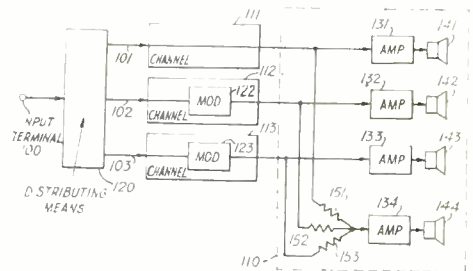 111
131
141
101
CHANNEL
AMP
112
132
142
102
MOD
122
AMP
CHANNEL
INPUT
TERMINAL
100
113
133
143
103
MOD
123
AMP
CHANNEL
120
DISTRIBUTING
MEANS
151
134
144
152
AMP
153
110